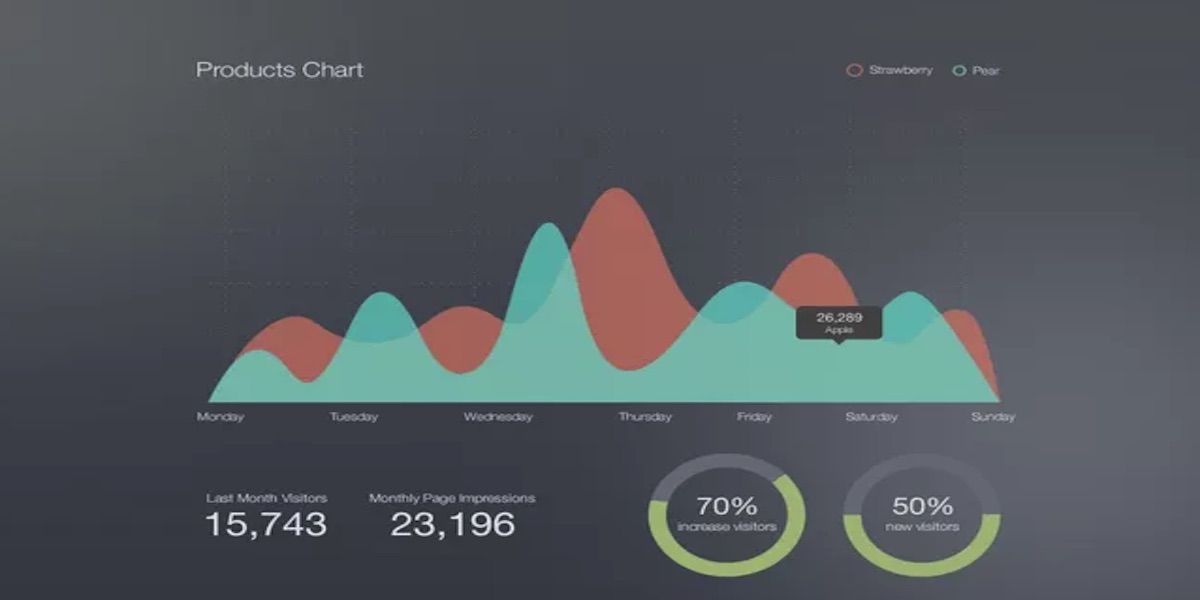 Products Chart
Strawberry
Pear
26,289
Apple
Monday
Tuesday
Wednesday
Thursday
Friday
Saturday
Sunday
Last Month Visitors
15,743
Monthly Page Impressions
23,196
70%
increase visitors
50%
new visitors